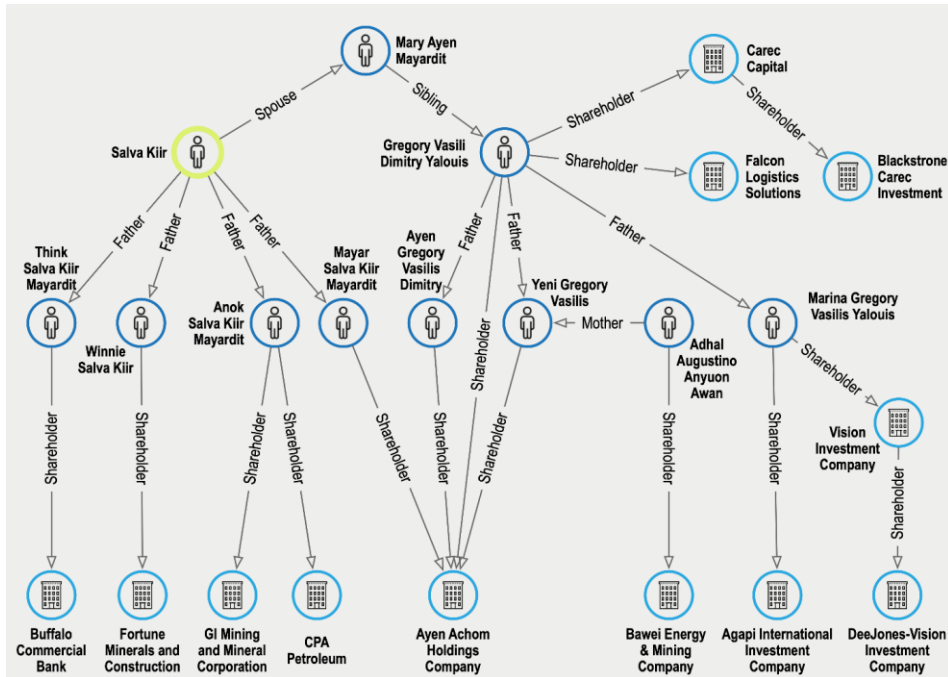 Mary Ayen
Mayardit
Carec
Capital
Spouse
Sibling
Shareholder
Shareholder
Salva Kiir
Gregory Vasili
Dimitry Yalouis
Shareholder
Falcon
Logistics
Solutions
Blackstrone
Carec
Investment
Father
Father
Father
Father
Father
Father
Father
Think
Salva Kiir
Mayardit
Winnie
Salva Kiir
Anok
Salva Kiir
Mayardit
Mayar
Salva Kiir
Mayardit
Ayen
Gregory
Vasilis
Dimitry
Yeni Gregory
Vasilis
Mother
Adhal
Augustino
Anyuon
Awan
Marina Gregory
Vasilis Yalouis
Shareholder
Shareholder
Vision
Investment
Company
Shareholder
Shareholder
Shareholder
Shareholder
Shareholder
Shareholder
Shareholder
Shareholder
Shareholder
Shareholder
Buffalo
Commercial
Bank
Fortune
Minerals and
Construction
GI Mining
and Mineral
Corporation
CPA
Petroleum
Ayen Achom
Holdings
Company
Bawei Energy
& Mining
Company
Agapi International
Investment
Company
DeeJones-Vision
Investment
Company